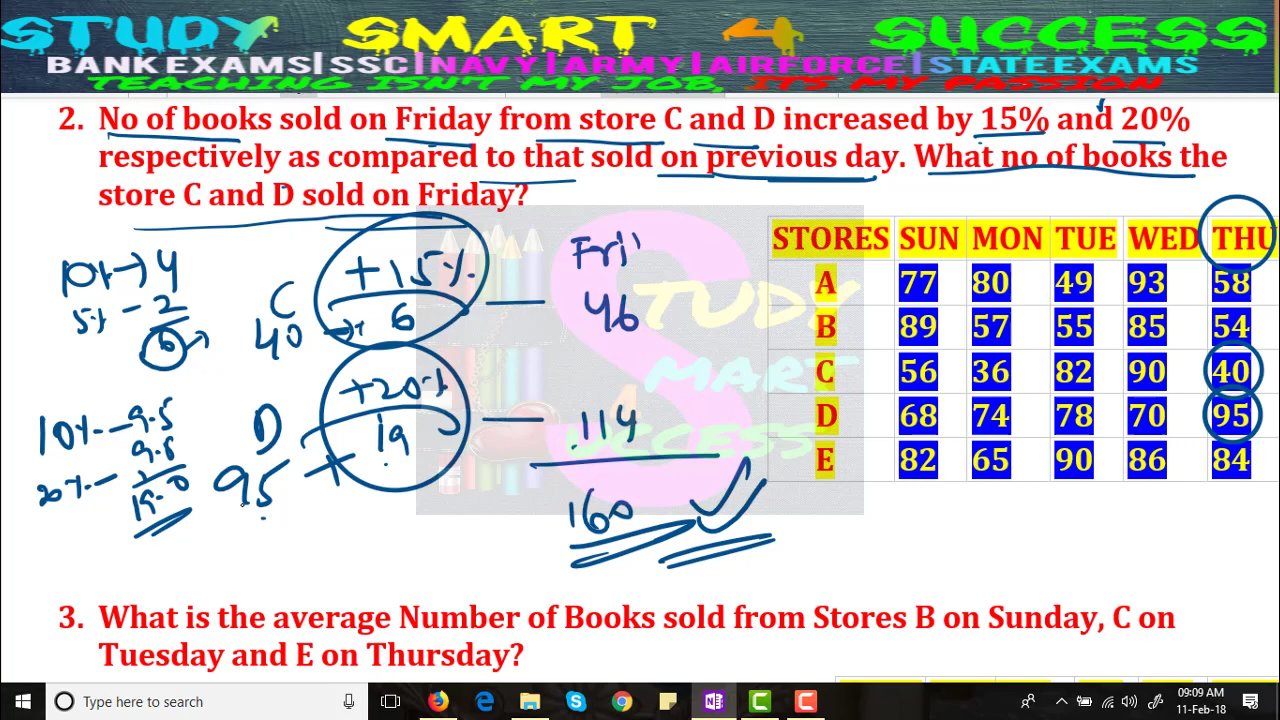 STUDY SMART 4 SUCCESS
BANK EXAMS|SSC|NAVY|ARMY|AIRFORCE|STATE EXAMS
TEACHING ISN'T MY JOB, IT'S MY PASSION
2. No of books sold on Friday from store C and D increased by 15% and 20%
respectively as compared to that sold on previous day. What no of books the
store C and D sold on Friday?
10% → 4
5% - 2
6
C
40
+15%
6
Fri
46
10% - 9.5
9.5
20% - 19.0
D
95
+20%
+ 19
114
160
STUDY
SMART
4
SUCCESS
STORES SUN MON TUE WED THU
A 77 80 49 93 58
B 89 57 55 85 54
C 56 36 82 90 40
D 68 74 78 70 95
E 82 65 90 86 84
3. What is the average Number of Books sold from Stores B on Sunday, C on
Tuesday and E on Thursday?
Type here to search
09:09 AM
11-Feb-18